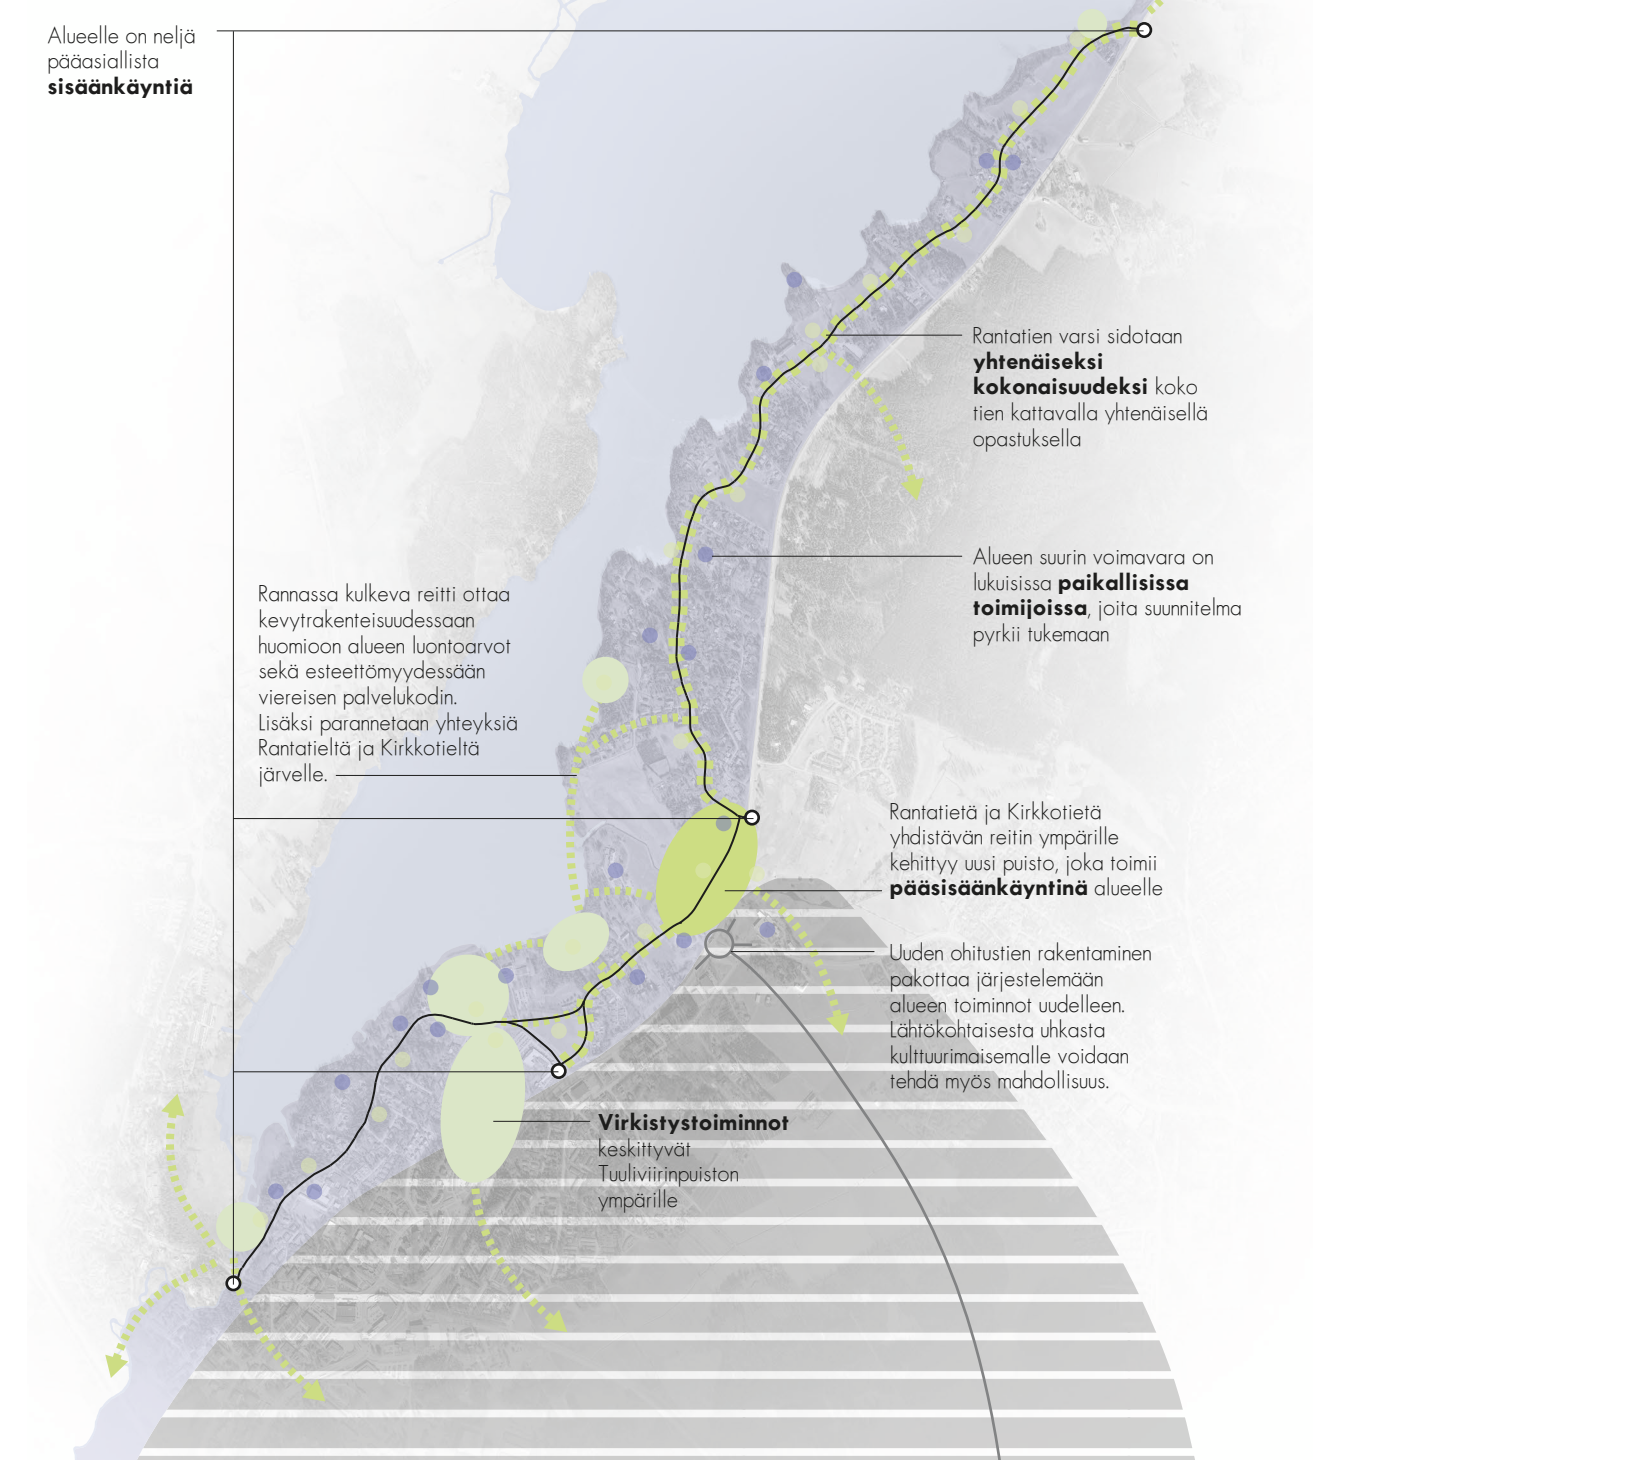 Alueelle on neljä
pääasiallista
sisäänkäyntiä
Rantatien varsi sidotaan
yhtenäiseksi
kokonaisuudeksi koko
tien kattavalla yhtenäisellä
opastuksella
Alueen suurin voimavara on
lukuisissa paikallisissa
toimijoissa, joita suunnitelma
pyrkii tukemaan
Rannassa kulkeva reitti ottaa
kevytrakenteisuudessaan
huomioon alueen luontoarvot
sekä esteettömyydessään
viereisen palvelukodin.
Lisäksi parannetaan yhteyksiä
Rantatieltä ja Kirkkotieltä
järvelle.
Rantatietä ja Kirkkotietä
yhdistävän reitin ympärille
kehittyy uusi puisto, joka toimii
pääsisäänkäyntinä alueelle
Uuden ohitustien rakentaminen
pakottaa järjestelemään
alueen toiminnot uudelleen.
Lähtökohtaisesta uhkasta
kulttuurimaisemalle voidaan
tehdä myös mahdollisuus.
Virkistystoiminnot
keskittyvät
Tuuliviirinpuiston
ympärille